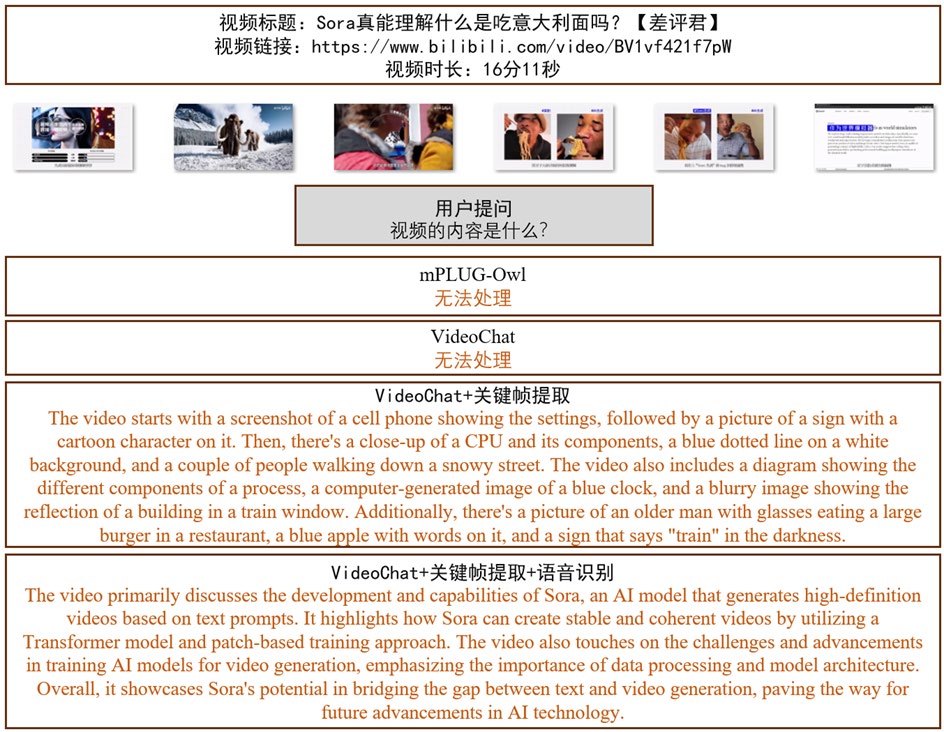 视频标题：Sora真能理解什么是吃意大利面吗？【差评君】
视频链接：https://www.bilibili.com/video/BV1vf421f7pW
视频时长：16分11秒
用户提问
视频的内容是什么？
mPLUG-Owl
无法处理
VideoChat
无法处理
VideoChat+关键帧提取
The video starts with a screenshot of a cell phone showing the settings, followed by a picture of a sign with a
cartoon character on it. Then, there's a close-up of a CPU and its components, a blue dotted line on a white
background, and a couple of people walking down a snowy street. The video also includes a diagram showing the
different components of a process, a computer-generated image of a blue clock, and a blurry image showing the
reflection of a building in a train window. Additionally, there's a picture of an older man with glasses eating a large
burger in a restaurant, a blue apple with words on it, and a sign that says "train" in the darkness.
VideoChat+关键帧提取+语音识别
The video primarily discusses the development and capabilities of Sora, an AI model that generates high-definition
videos based on text prompts. It highlights how Sora can create stable and coherent videos by utilizing a
Transformer model and patch-based training approach. The video also touches on the challenges and advancements
in training AI models for video generation, emphasizing the importance of data processing and model architecture.
Overall, it showcases Sora's potential in bridging the gap between text and video generation, paving the way for
future advancements in AI technology.